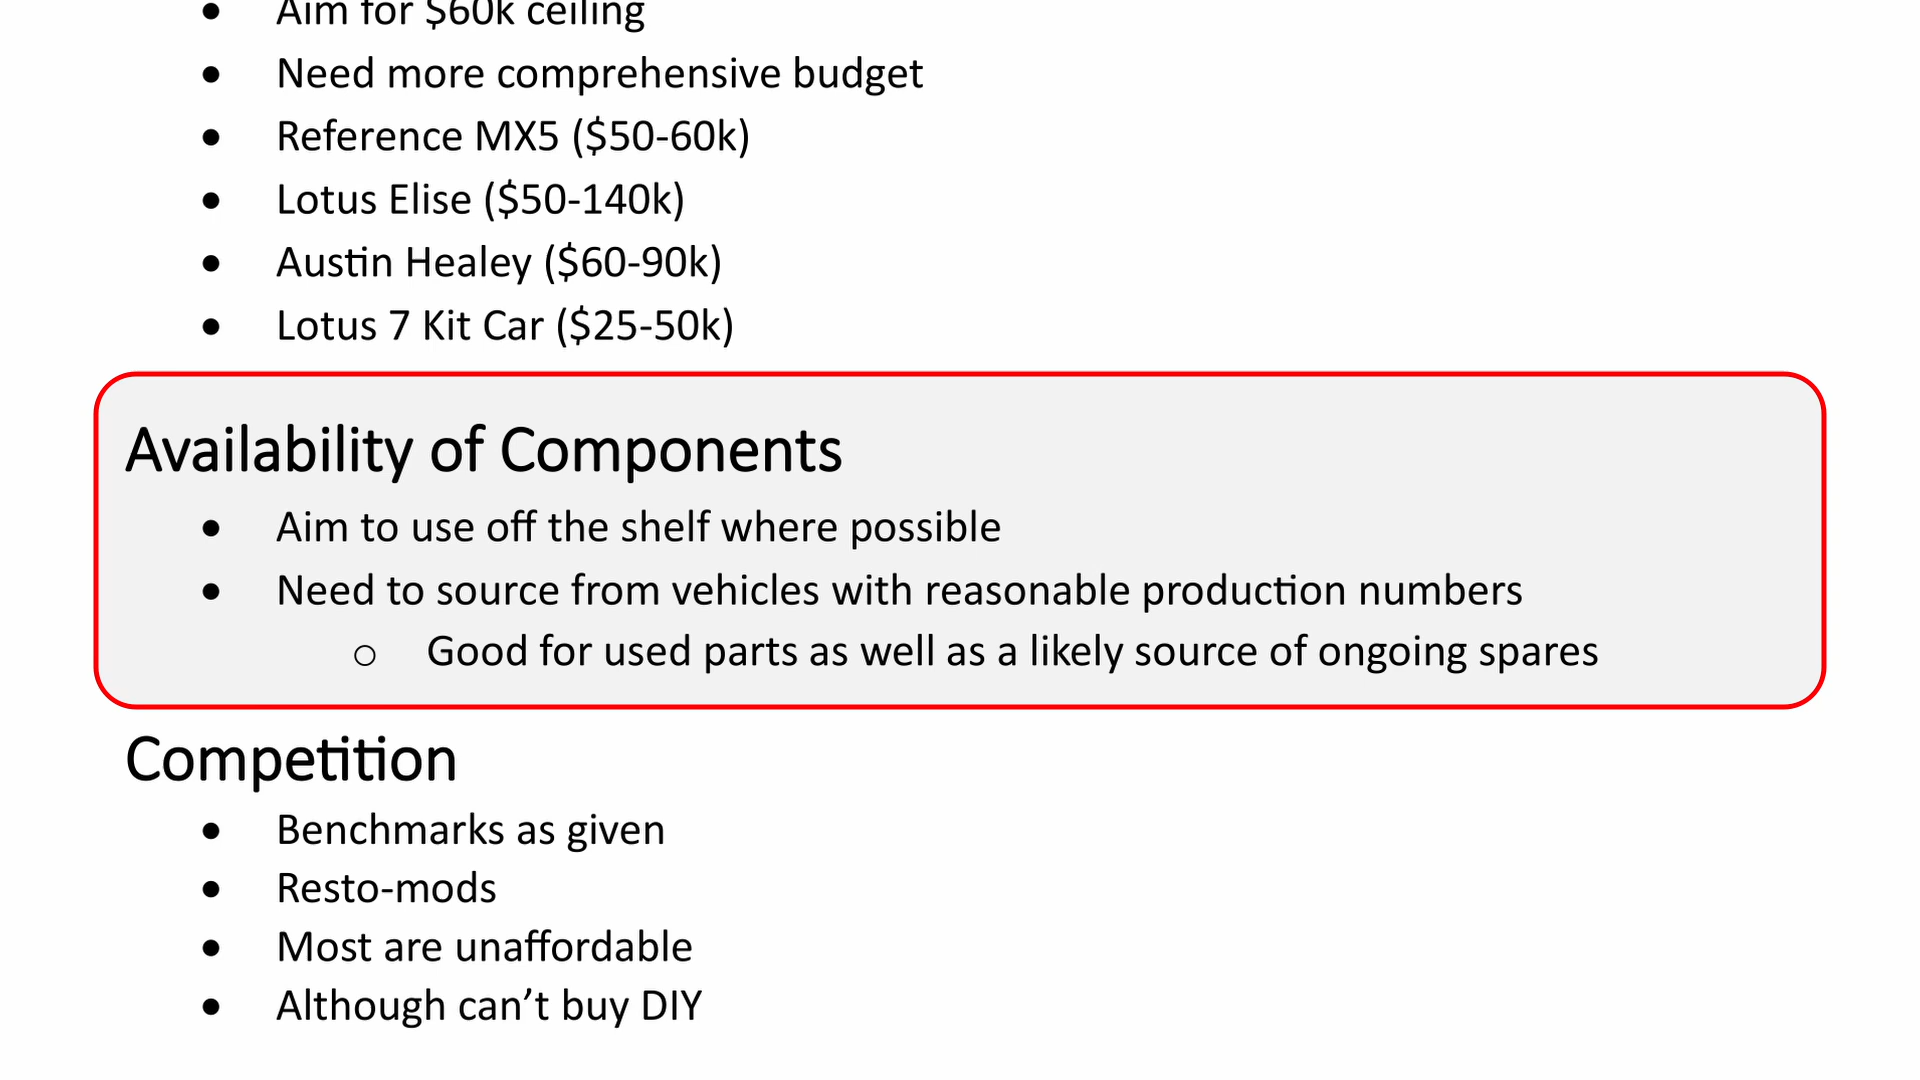 • Aim for $60k ceiling
• Need more comprehensive budget
• Reference MX5 ($50-60k)
• Lotus Elise ($50-140k)
• Austin Healey ($60-90k)
• Lotus 7 Kit Car ($25-50k)
Availability of Components
• Aim to use off the shelf where possible
• Need to source from vehicles with reasonable production numbers
o Good for used parts as well as a likely source of ongoing spares
Competition
• Benchmarks as given
• Resto-mods
• Most are unaffordable
• Although can’t buy DIY